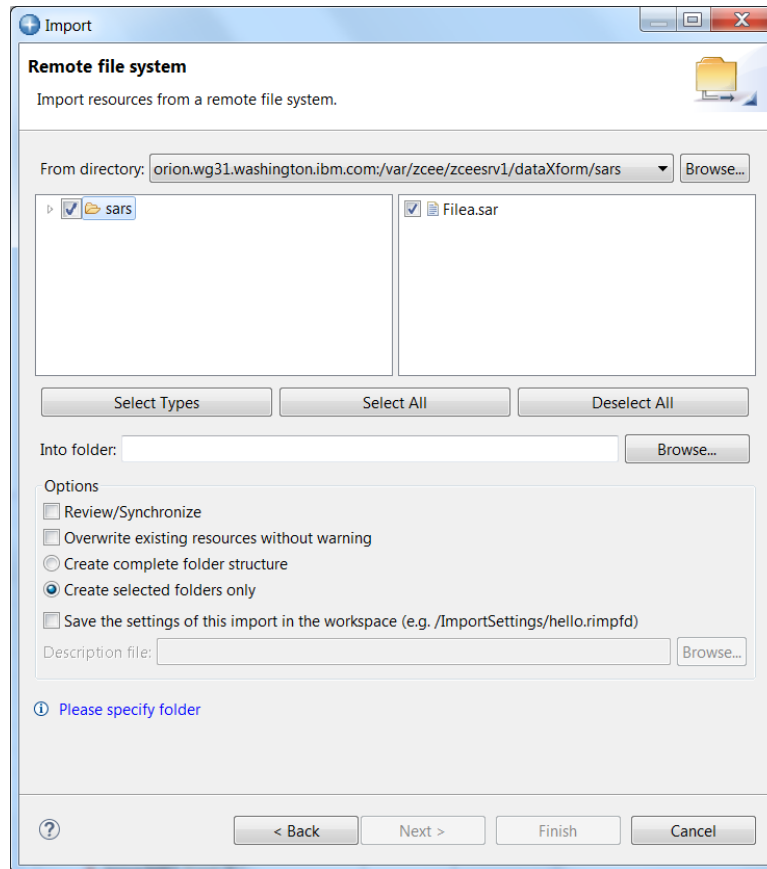 Import
Remote file system
Import resources from a remote file system.
From directory: orion.wg31.washington.ibm.com:/var/zcee/zceesrv1/dataXform/sars Browse...
sars
Filea.sar
Select Types Select All Deselect All
Into folder: Browse...
Options
Review/Synchronize
Overwrite existing resources without warning
Create complete folder structure
Create selected folders only
Save the settings of this import in the workspace (e.g. /ImportSettings/hello.rimpfd)
Description file: Browse...
Please specify folder
? < Back Next > Finish Cancel